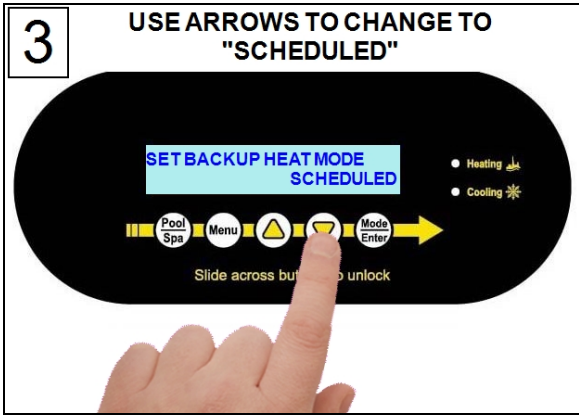 3
USE ARROWS TO CHANGE TO
"SCHEDULED"
SET BACKUP HEAT MODE
SCHEDULED
Heating
Cooling
Pool
Spa
Menu
Mode
Enter
Slide across but o unlock